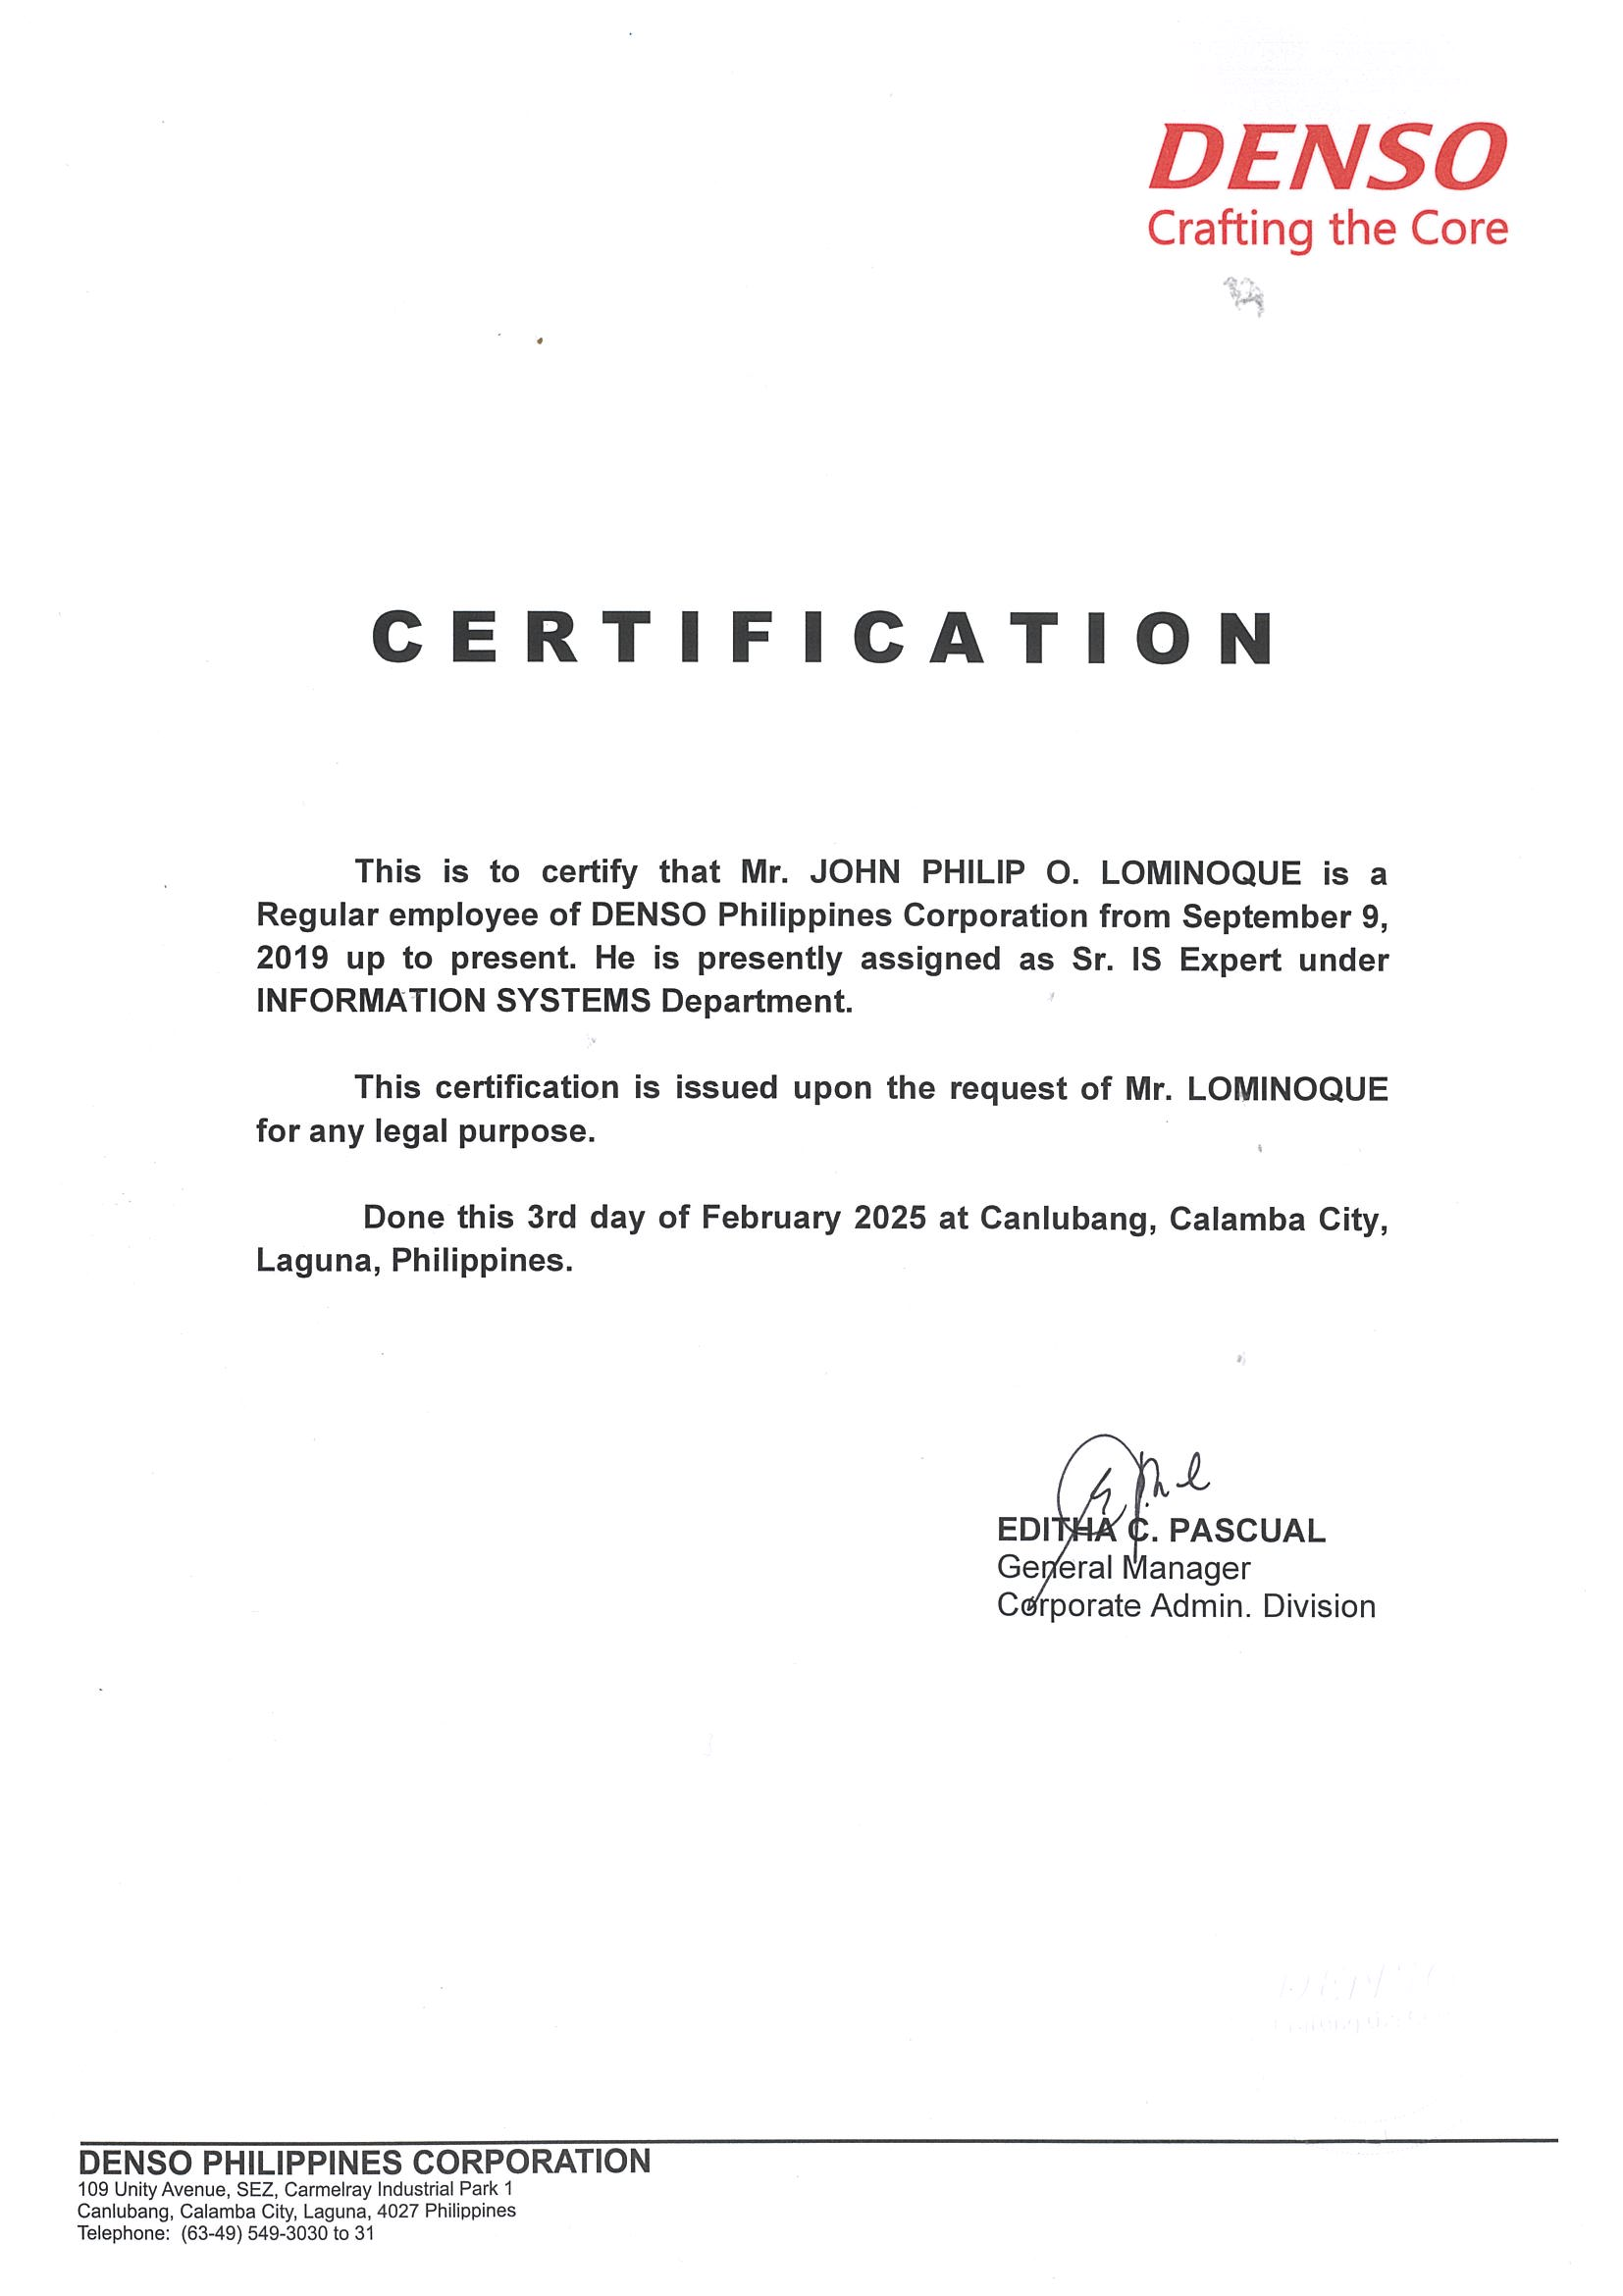 DENSO
Crafting the Core
CERTIFICATION
This is to certify that Mr. JOHN PHILIP O. LOMINOQUE is a
Regular employee of DENSO Philippines Corporation from September 9,
2019 up to present. He is presently assigned as Sr. IS Expert under
INFORMATION SYSTEMS Department.
This certification is issued upon the request of Mr. LOMINOQUE
for any legal purpose.
Done this 3rd day of February 2025 at Canlubang, Calamba City,
Laguna, Philippines.
EDITHA C. PASCUAL
General Manager
Corporate Admin. Division
DENSO PHILIPPINES CORPORATION
109 Unity Avenue, SEZ, Carmelray Industrial Park 1
Canlubang, Calamba City, Laguna, 4027 Philippines
Telephone: (63-49) 549-3030 to 31